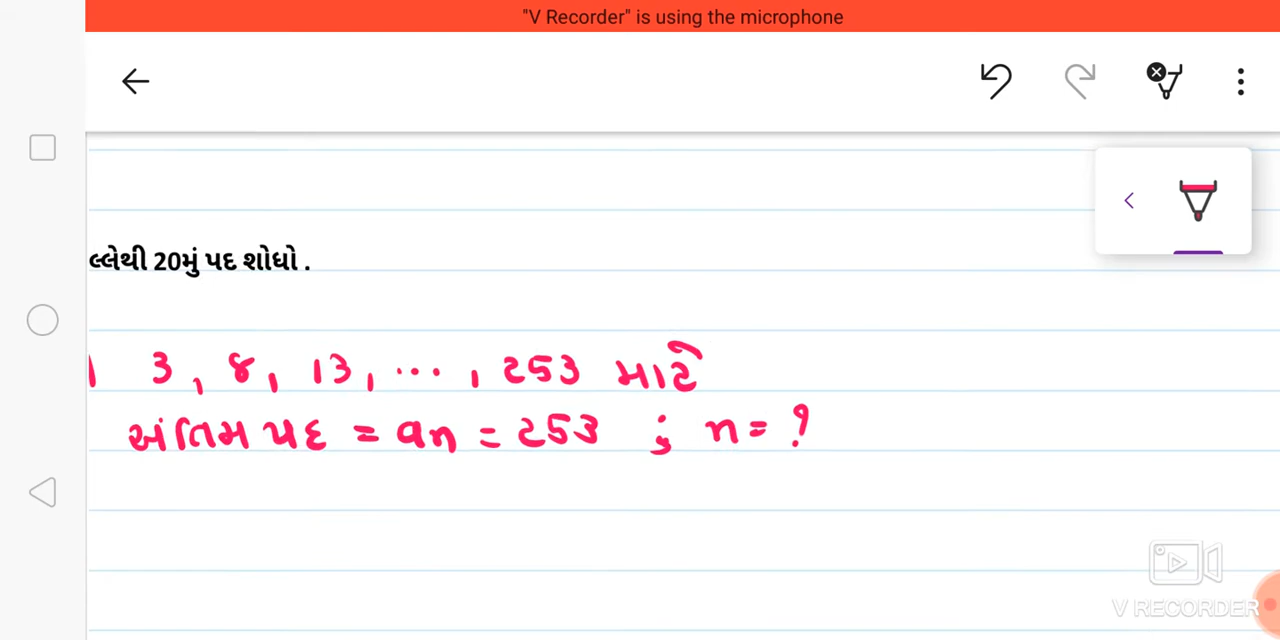 "V Recorder" is using the microphone
લ્લેથી 20મું પદ શોધો .
3, 8, 13, ..., 253 માટે
અંતિમ પદ = an = 253 ; n = ?
V RECORDER